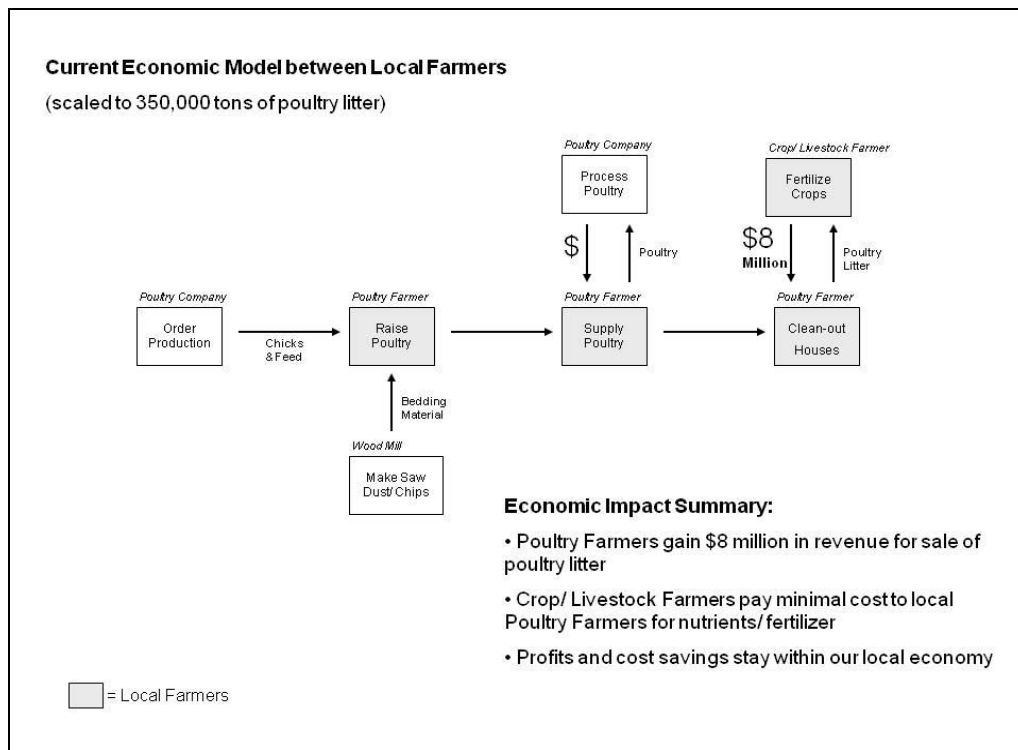 Current Economic Model between Local Farmers
(scaled to 350,000 tons of poultry litter)
Poultry Company
Process
Poultry
Crop/ Livestock Farmer
Fertilize
Crops
$
Poultry
$8
Million
Poultry
Litter
Poultry Company
Order
Production
Chicks
& Feed
Poultry Farmer
Raise
Poultry
Poultry Farmer
Supply
Poultry
Poultry Farmer
Clean-out
Houses
Bedding
Material
Wood Mill
Make Saw
Dust/ Chips
Economic Impact Summary:
• Poultry Farmers gain $8 million in revenue for sale of
poultry litter
• Crop/ Livestock Farmers pay minimal cost to local
Poultry Farmers for nutrients/ fertilizer
• Profits and cost savings stay within our local economy
= Local Farmers